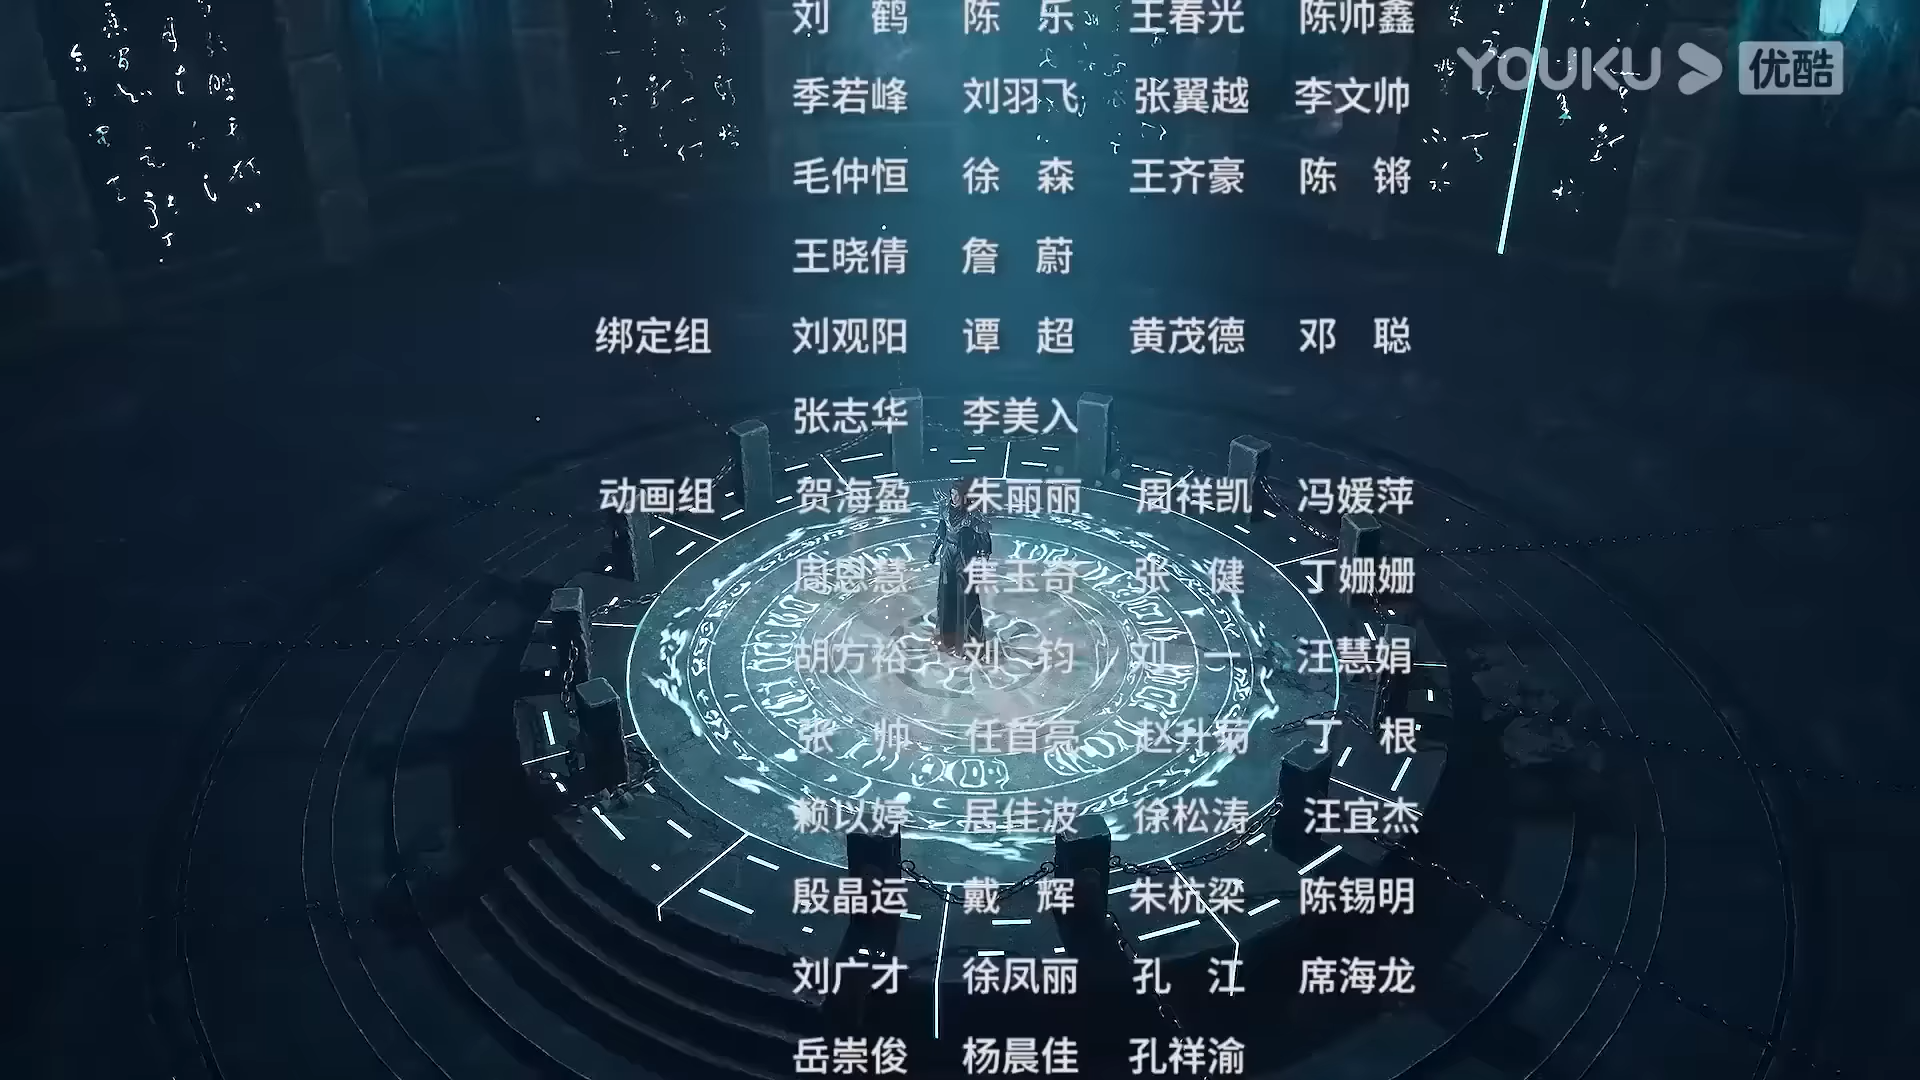 刘 鹤 陈 乐 王春光 陈帅鑫
YOUKU 优酷
季若峰 刘羽飞 张翼越 李文帅
毛仲恒 徐 森 王齐豪 陈 锵
王晓倩 詹 蔚
绑定组 刘观阳 谭 超 黄茂德 邓 聪
张志华 李美入
动画组 贺海盈 朱丽丽 周祥凯 冯媛萍
周恩慧 焦玉奇 张 健 丁姗姗
胡方裕 刘 钧 刘 一 汪慧娟
张 帅 任首亮 赵升菊 丁 根
赖以婷 居佳波 徐松涛 汪宜杰
殷晶运 戴 辉 朱杭梁 陈锡明
刘广才 徐凤丽 孔 江 席海龙
岳崇俊 杨晨佳 孔祥渝